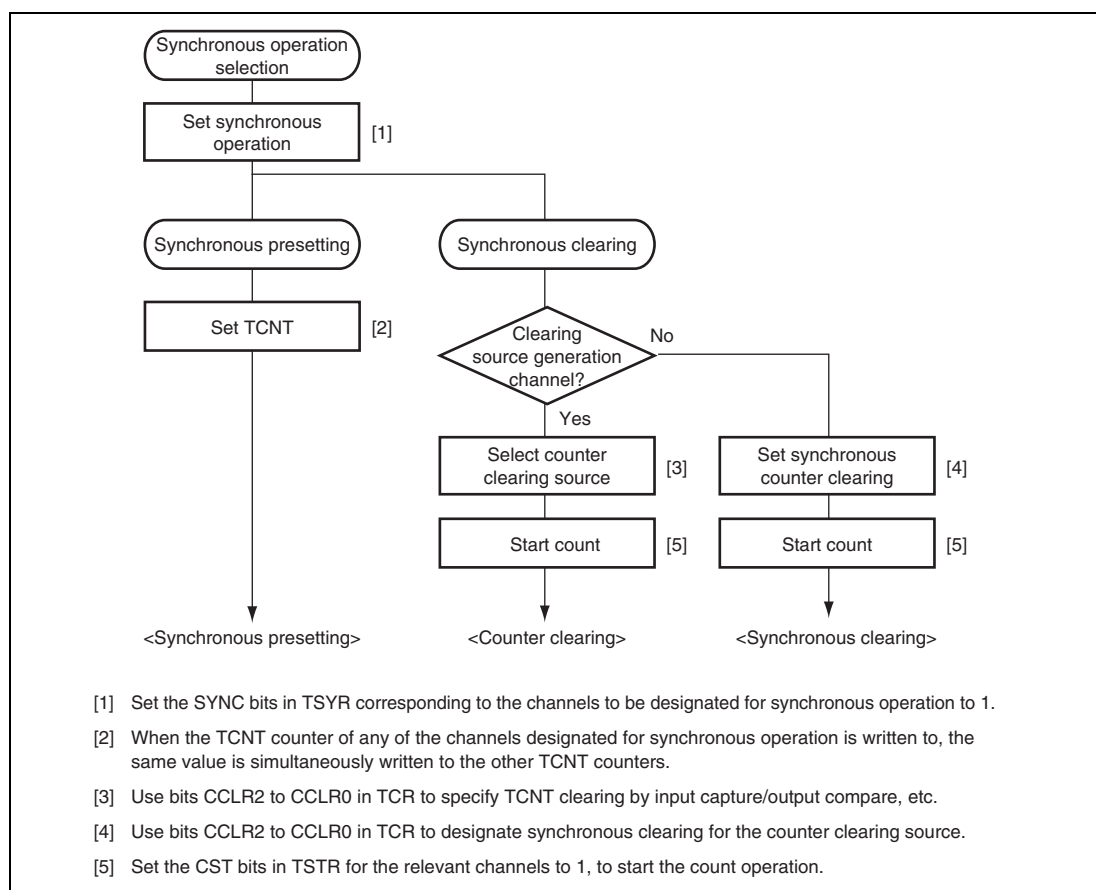 Synchronous operation
selection
Set synchronous
operation
[1]
Synchronous presetting
Synchronous clearing
Set TCNT
[2]
Clearing
source generation
channel?
No
Yes
Select counter
clearing source
[3]
Set synchronous
counter clearing
[4]
Start count
[5]
Start count
[5]
<Synchronous presetting>
<Counter clearing>
<Synchronous clearing>
[1] Set the SYNC bits in TSYR corresponding to the channels to be designated for synchronous operation to 1.
[2] When the TCNT counter of any of the channels designated for synchronous operation is written to, the
same value is simultaneously written to the other TCNT counters.
[3] Use bits CCLR2 to CCLR0 in TCR to specify TCNT clearing by input capture/output compare, etc.
[4] Use bits CCLR2 to CCLR0 in TCR to designate synchronous clearing for the counter clearing source.
[5] Set the CST bits in TSTR for the relevant channels to 1, to start the count operation.